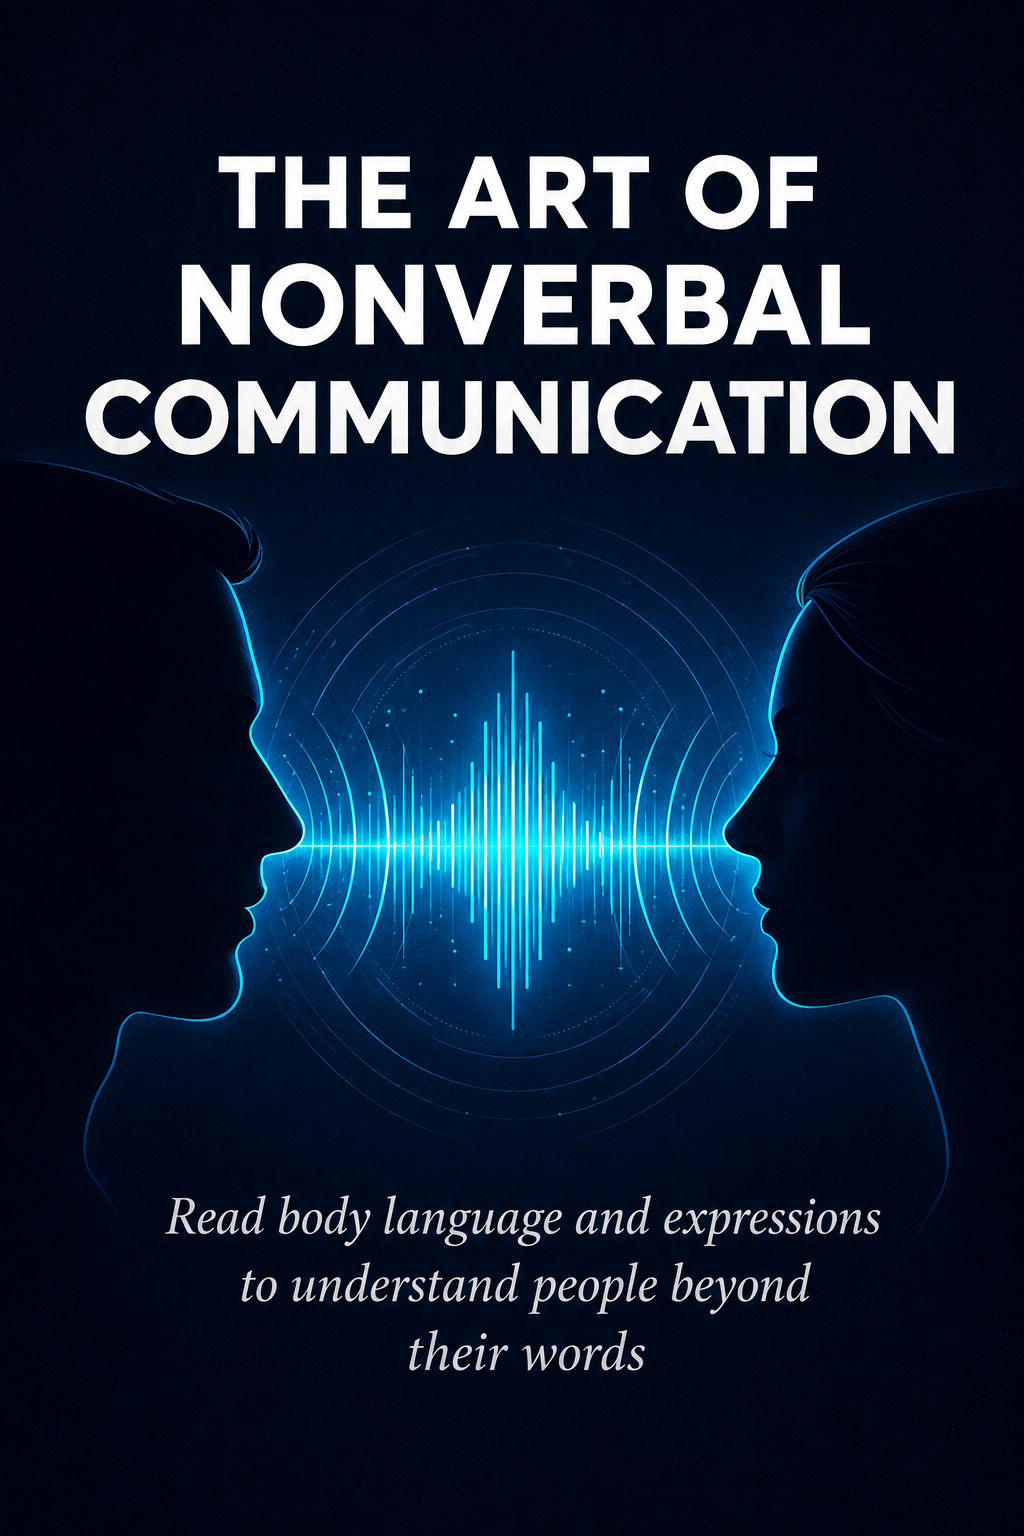 THE ART OF
NONVERBAL
COMMUNICATION
Read body language and expressions
to understand people beyond
their words